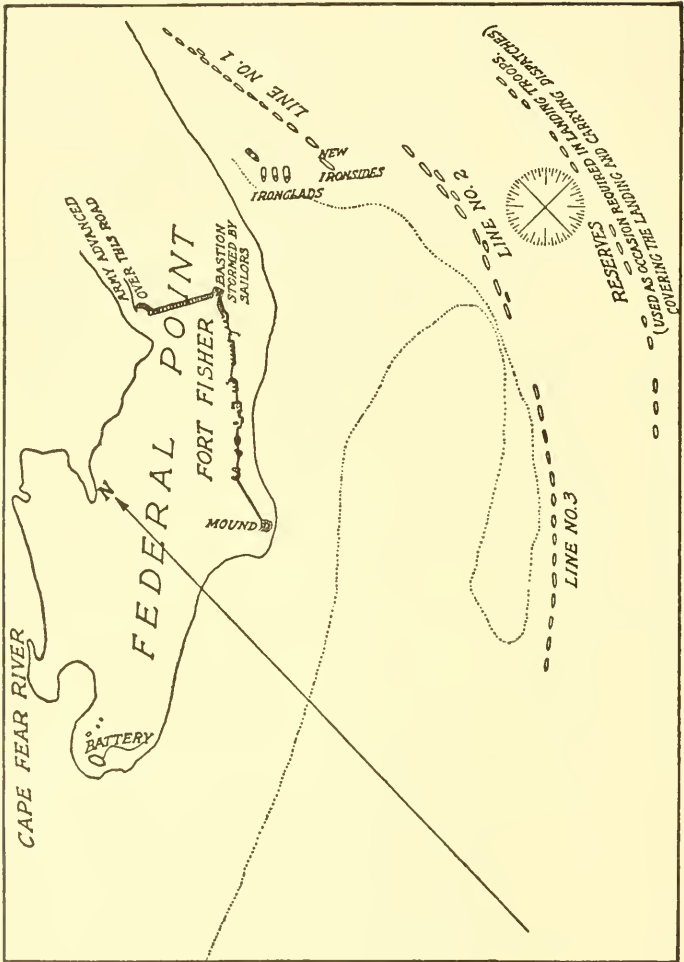 LINE NO. 1
NEW
IRONSIDES
IRONGLADS
ARMY ADVANCED
OVER THIS ROAD
BASTION
STORMED BY
SAILORS
FEDERAL POINT
FORT FISHER
MOUND
N
CAPE FEAR RIVER
BATTERY
LINE NO. 2
LINE NO.3
RESERVES
(USED AS OCCASION REQUIRED IN LANDING TROOPS.
COVERING THE LANDING AND CARRYING DISPATCHES)